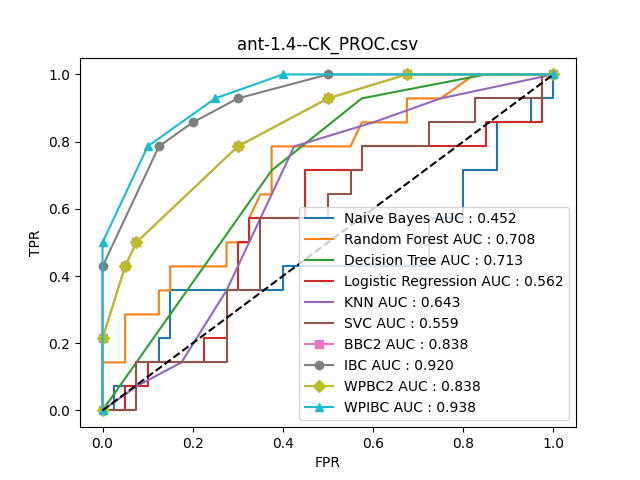 ant-1.4--CK_PROC.csv
TPR
1.0
0.8
0.6
0.4
0.2
0.0
Naive Bayes AUC : 0.452
Random Forest AUC : 0.708
Decision Tree AUC : 0.713
Logistic Regression AUC : 0.562
KNN AUC : 0.643
SVC AUC : 0.559
BBC2 AUC : 0.838
IBC AUC : 0.920
WPBC2 AUC : 0.838
WPIBC AUC : 0.938
0.0 0.2 0.4 0.6 0.8 1.0
FPR